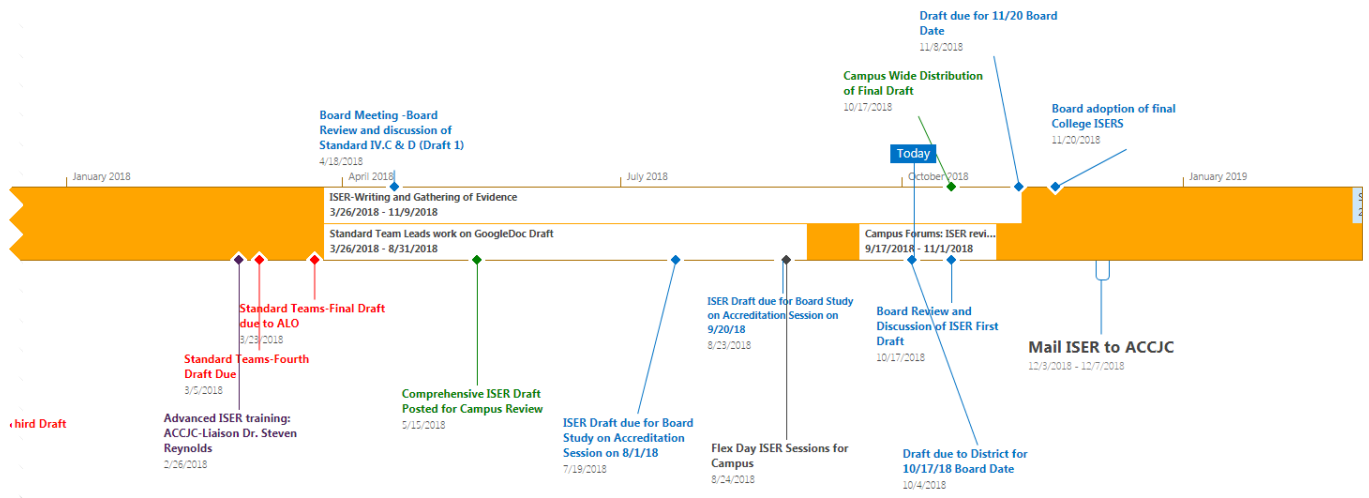 Draft due for 11/20 Board
Date
11/8/2018
Campus Wide Distribution
of Final Draft
10/17/2018
Board adoption of final
College ISERS
11/20/2018
Board Meeting -Board
Review and discussion of
Standard IV.C & D (Draft 1)
4/18/2018
Today
January 2018
April 2018
July 2018
October 2018
January 2019
ISER-Writing and Gathering of Evidence
3/26/2018 - 11/9/2018
S
2
Standard Team Leads work on GoogleDoc Draft
3/26/2018 - 8/31/2018
Campus Forums: ISER revi...
9/17/2018 - 11/1/2018
Standard Teams-Final Draft
due to ALO
3/23/2018
Standard Teams-Fourth
Draft Due
3/5/2018
Advanced ISER training:
ACCJC-Liaison Dr. Steven
Reynolds
2/26/2018
hird Draft
Comprehensive ISER Draft
Posted for Campus Review
5/15/2018
ISER Draft due for Board
Study on Accreditation
Session on 8/1/18
7/19/2018
ISER Draft due for Board Study
on Accreditation Session on
9/20/18
8/23/2018
Flex Day ISER Sessions for
Campus
8/24/2018
Board Review and
Discussion of ISER First
Draft
10/17/2018
Draft due to District for
10/17/18 Board Date
10/4/2018
Mail ISER to ACCJC
12/3/2018 - 12/7/2018